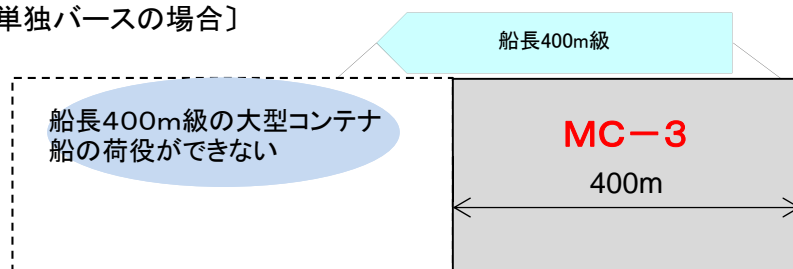 単独バースの場合〕
船長400m級
船長400m級の大型コンテナ
船の荷役ができない
MC－3
400m